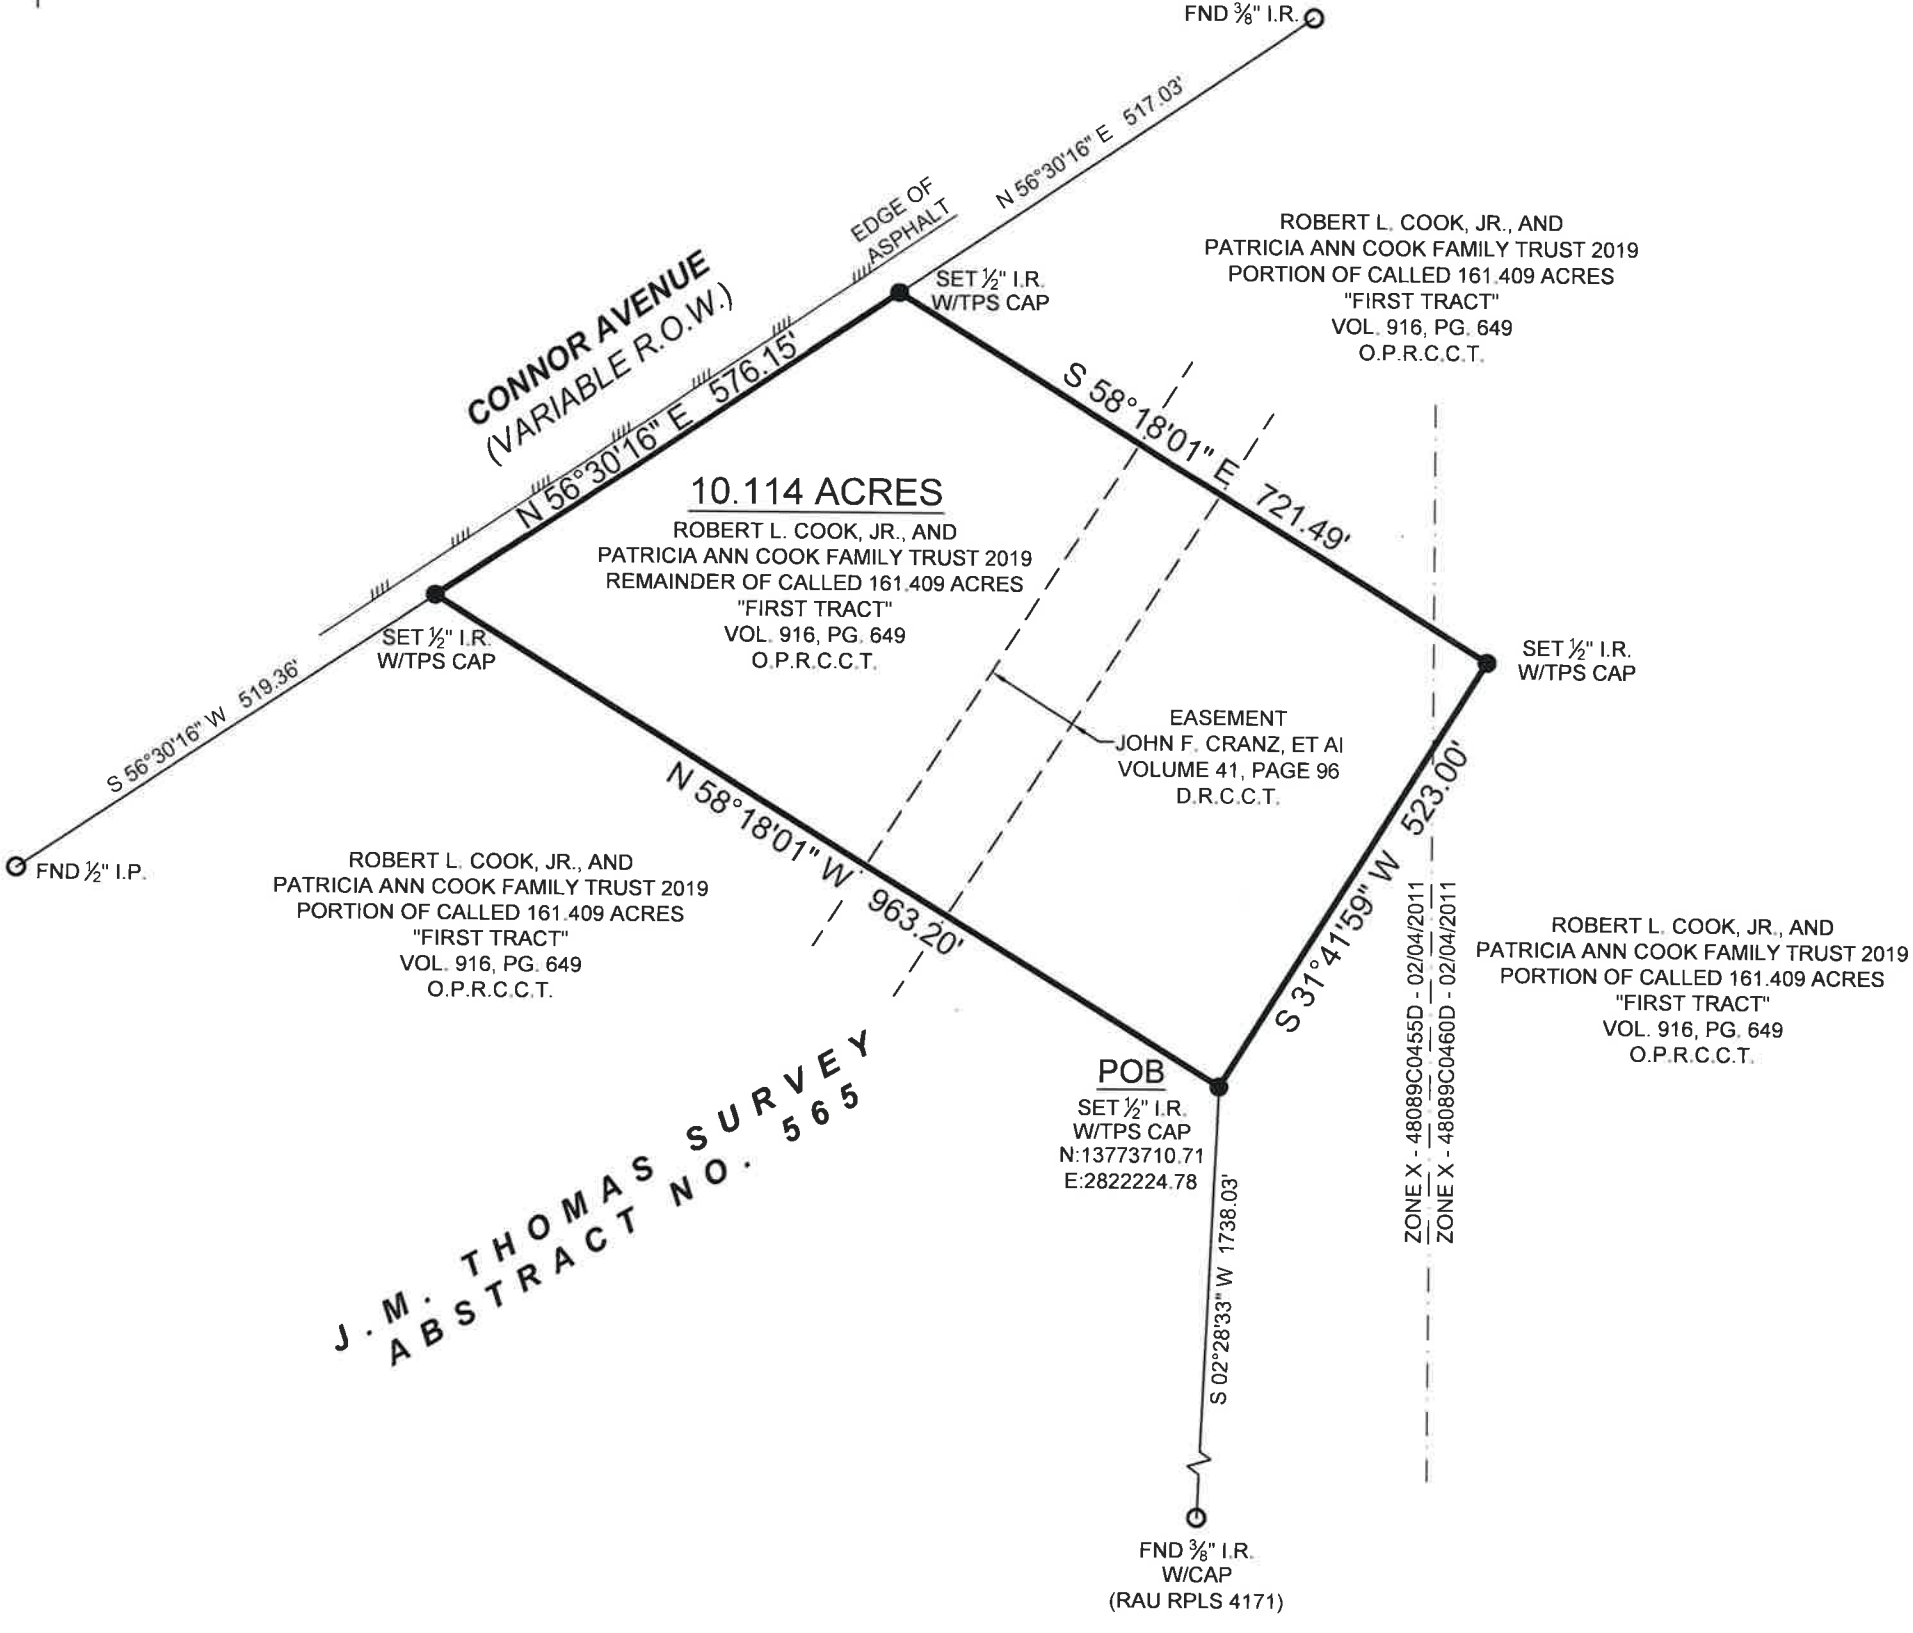 FND ⅜" I.R.
N 56°30'16" E 517.03'
EDGE OF
ASPHALT
CONNOR AVENUE
(VARIABLE R.O.W.)
SET ½" I.R.
W/TPS CAP
ROBERT L. COOK, JR., AND
PATRICIA ANN COOK FAMILY TRUST 2019
PORTION OF CALLED 161.409 ACRES
"FIRST TRACT"
VOL. 916, PG. 649
O.P.R.C.C.T.
N 56°30'16" E 576.15'
S 58°18'01" E 721.49'
10.114 ACRES
ROBERT L. COOK, JR., AND
PATRICIA ANN COOK FAMILY TRUST 2019
REMAINDER OF CALLED 161.409 ACRES
"FIRST TRACT"
VOL. 916, PG. 649
O.P.R.C.C.T.
SET ½" I.R.
W/TPS CAP
SET ½" I.R.
W/TPS CAP
S 56°30'16" W 519.36'
FND ½" I.P.
EASEMENT
JOHN F. CRANZ, ET Al
VOLUME 41, PAGE 96
D.R.C.C.T.
N 58°18'01" W 963.20'
S 31°41'59" W 523.00'
ROBERT L. COOK, JR., AND
PATRICIA ANN COOK FAMILY TRUST 2019
PORTION OF CALLED 161.409 ACRES
"FIRST TRACT"
VOL. 916, PG. 649
O.P.R.C.C.T.
ZONE X - 48089C0455D - 02/04/2011
ZONE X - 48089C0460D - 02/04/2011
ROBERT L. COOK, JR., AND
PATRICIA ANN COOK FAMILY TRUST 2019
PORTION OF CALLED 161.409 ACRES
"FIRST TRACT"
VOL. 916, PG. 649
O.P.R.C.C.T.
J.M. THOMAS SURVEY
ABSTRACT NO. 565
POB
SET ½" I.R.
W/TPS CAP
N:13773710.71
E:2822224.78
S 02°28'33" W 1738.03'
FND ⅜" I.R.
W/CAP
(RAU RPLS 4171)